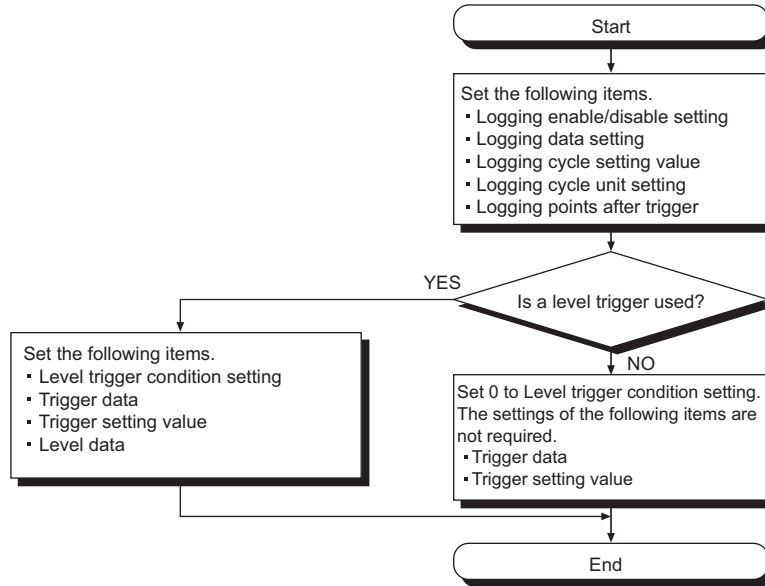 Start
Set the following items.
▪ Logging enable/disable setting
▪ Logging data setting
▪ Logging cycle setting value
▪ Logging cycle unit setting
▪ Logging points after trigger
YES
Is a level trigger used?
Set the following items.
▪ Level trigger condition setting
▪ Trigger data
▪ Trigger setting value
▪ Level data
NO
Set 0 to Level trigger condition setting.
The settings of the following items are
not required.
▪ Trigger data
▪ Trigger setting value
End